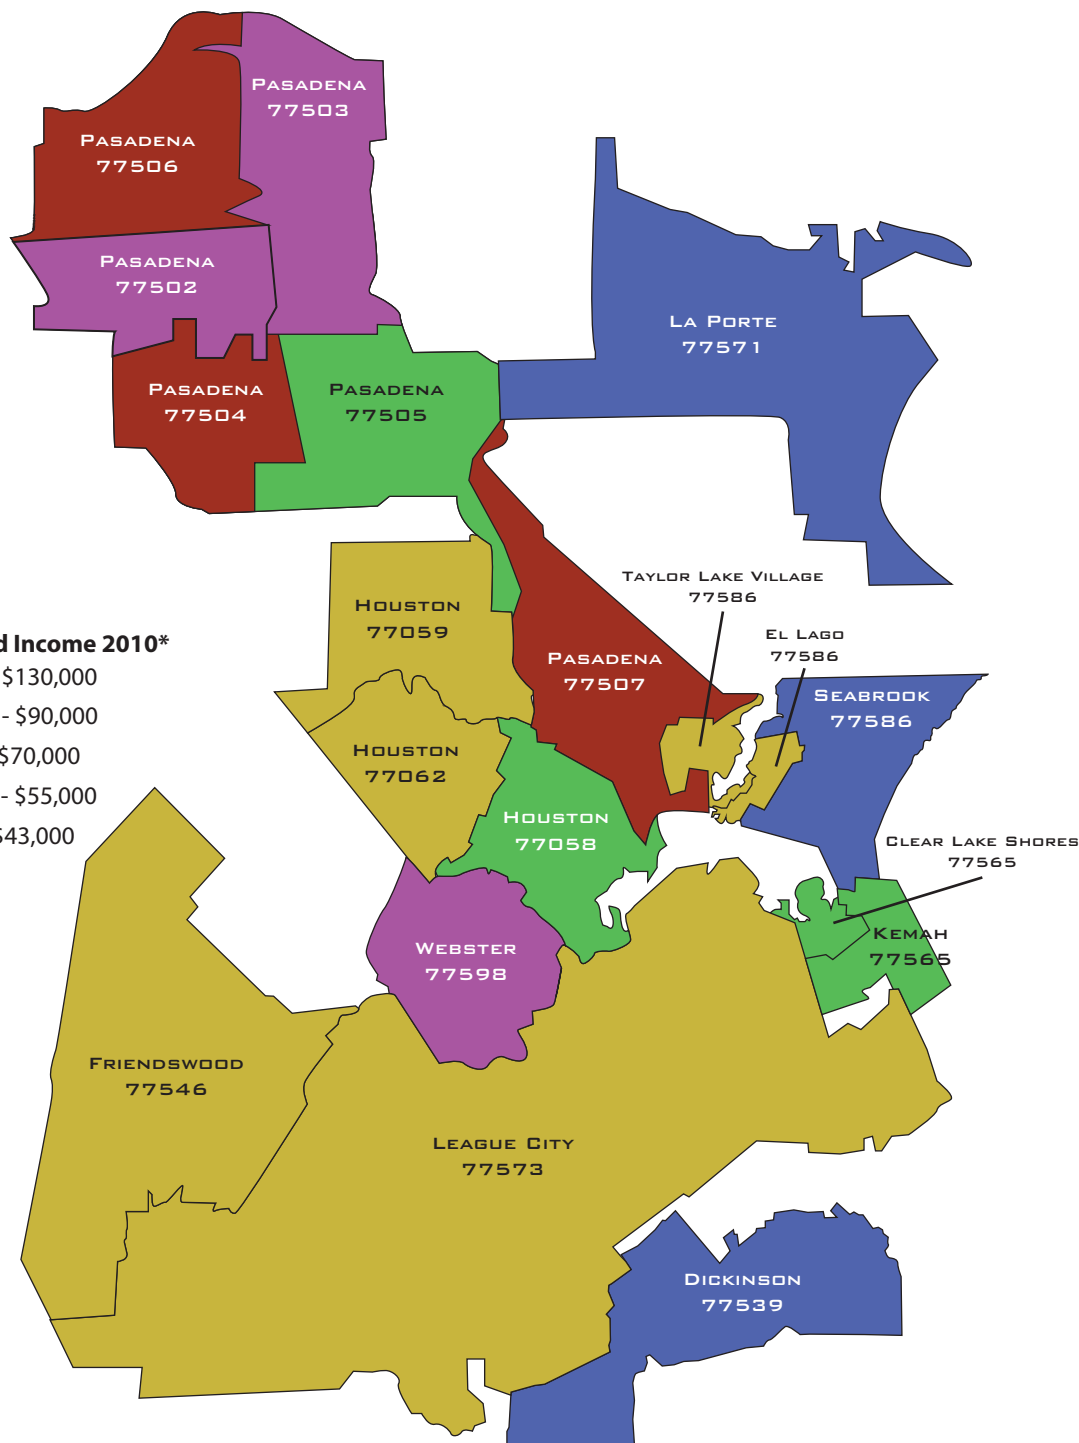 Pasadena
77503
Pasadena
77506
Pasadena
77502
La Porte
77571
Pasadena
77504
Pasadena
77505
Taylor Lake Village
77586
El Lago
77586
Houston
77059
d Income 2010*
$130,000
- $90,000
$70,000
- $55,000
$43,000
Pasadena
77507
Seabrook
77586
Houston
77062
Houston
77058
Clear Lake Shores
77565
Kemah
77565
Webster
77598
Friendswood
77546
League City
77573
Dickinson
77539